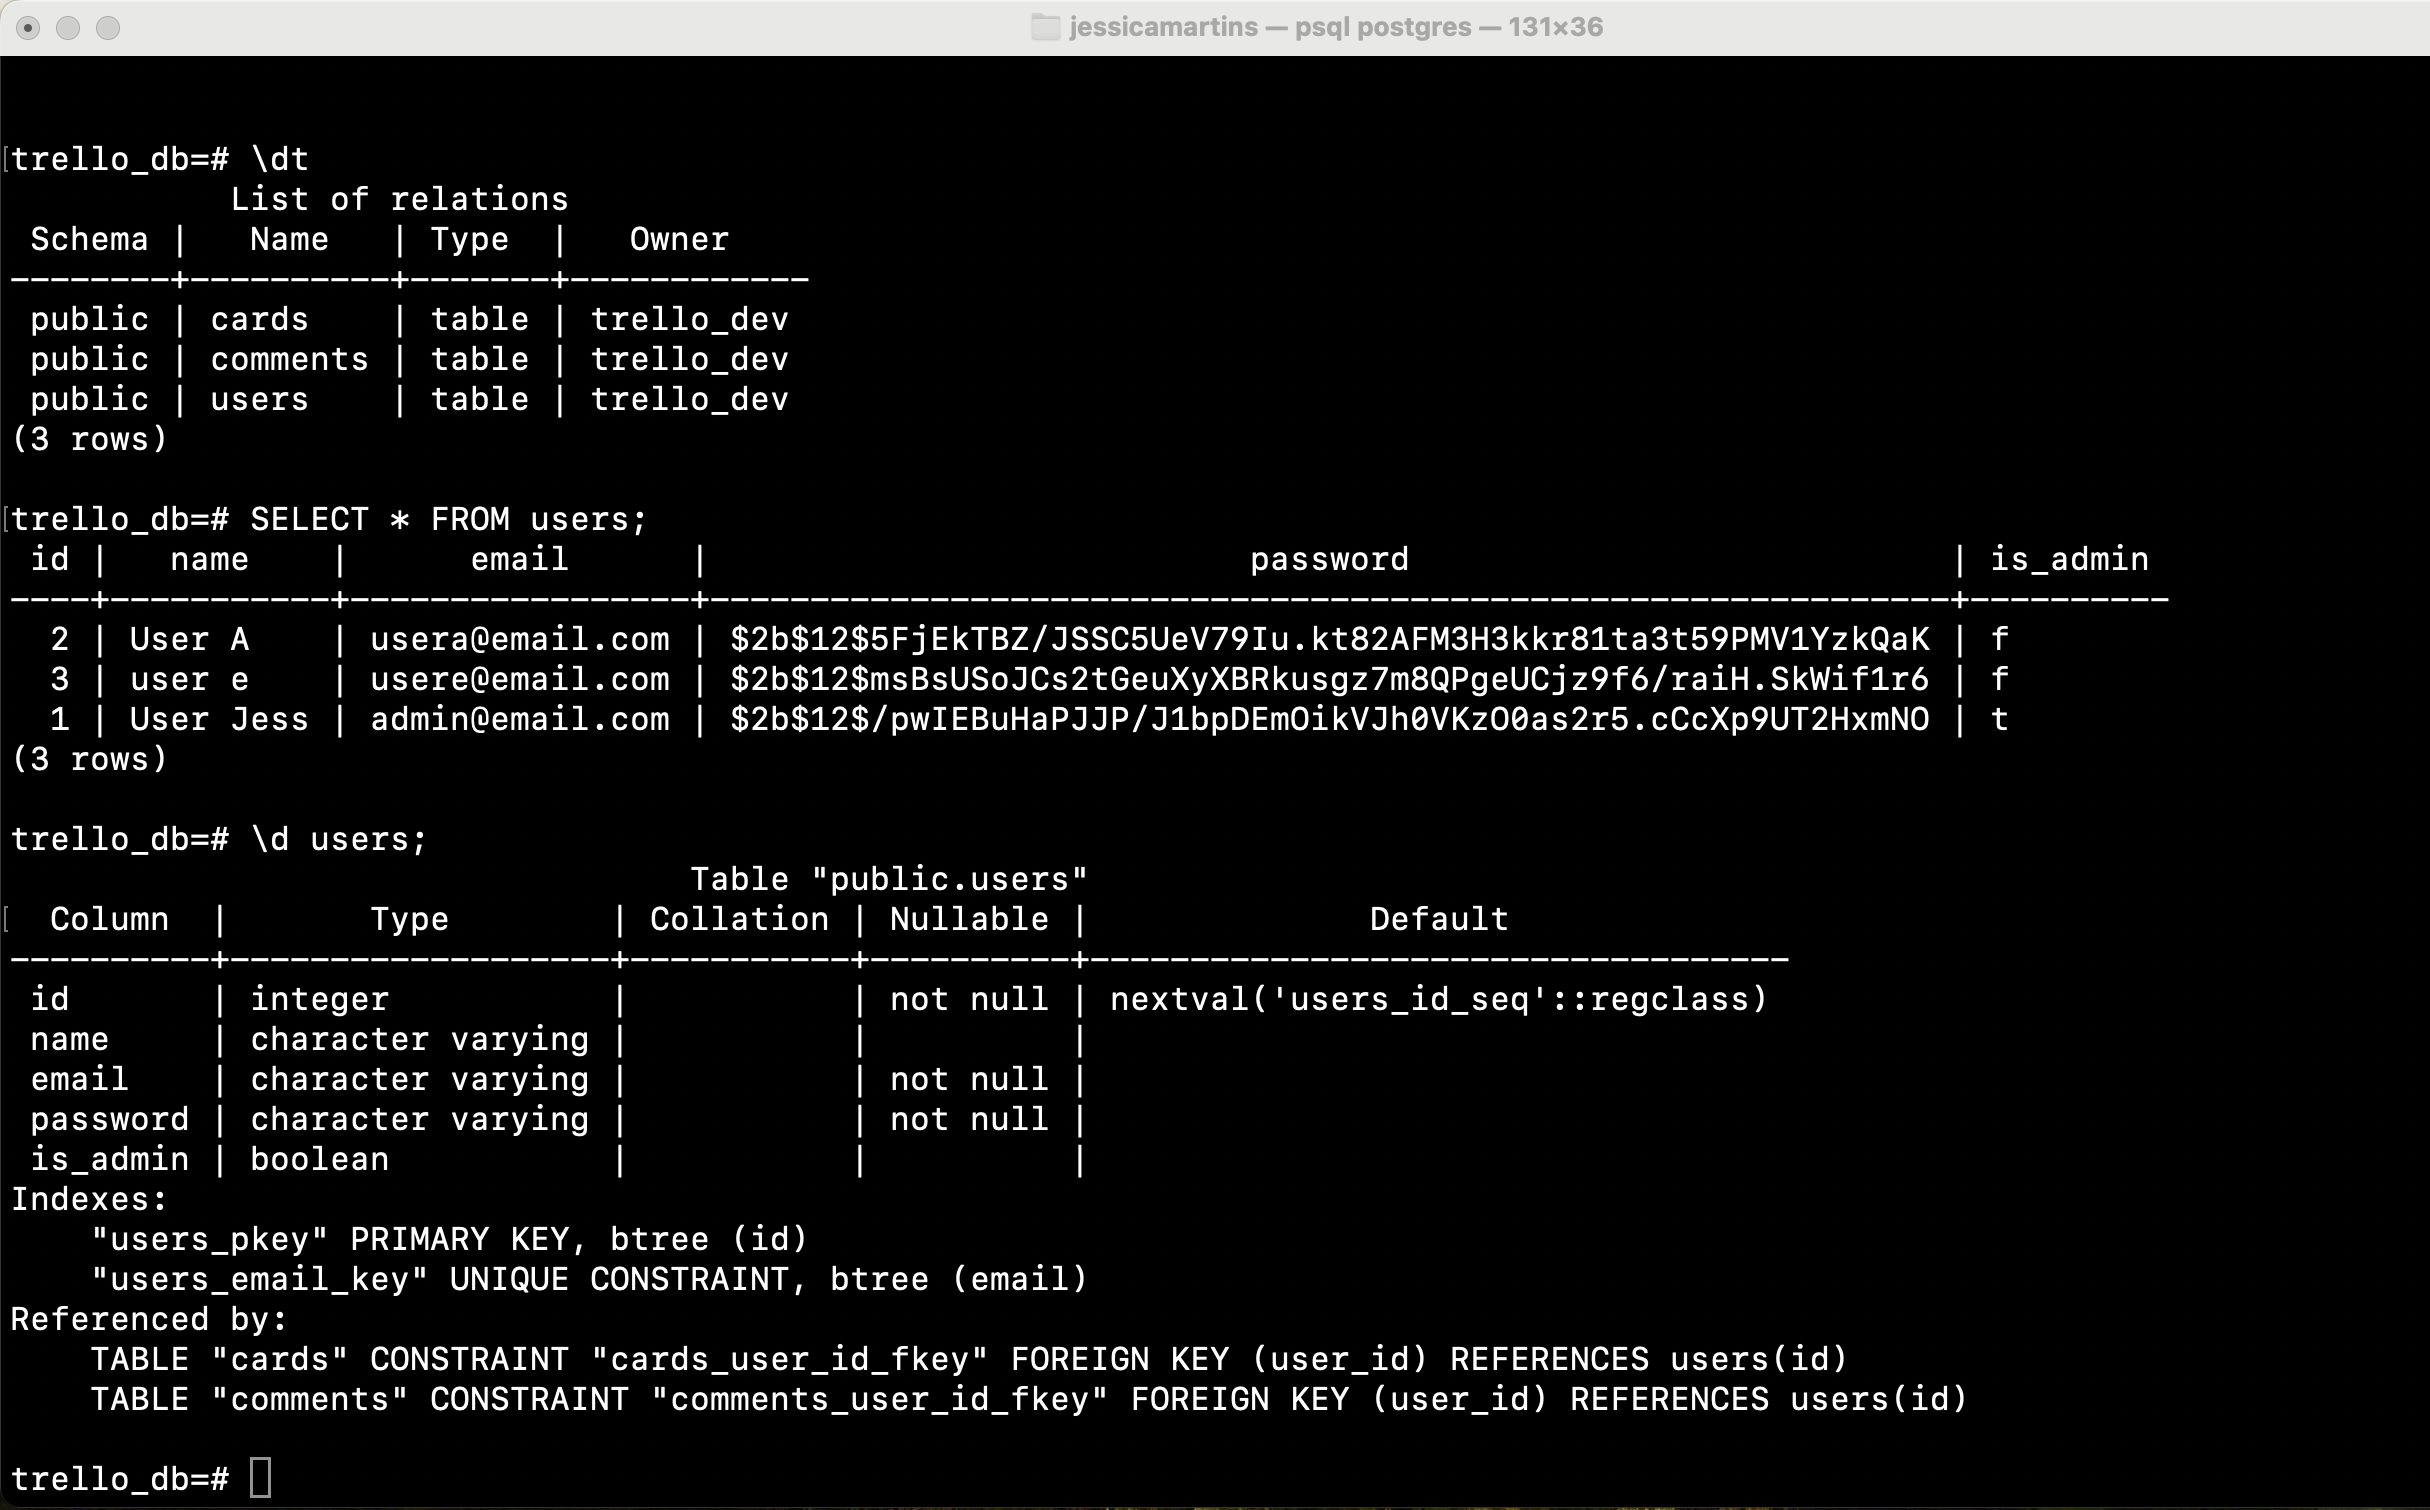 jessicamartins — psql postgres — 131×36
trello_db=# \dt
         List of relations
 Schema |   Name   | Type  |   Owner
--------+----------+-------+------------
 public | cards    | table | trello_dev
 public | comments | table | trello_dev
 public | users    | table | trello_dev
(3 rows)
trello_db=# SELECT * FROM users;
 id |   name    |      email      |                           password                           | is_admin
----+-----------+-----------------+--------------------------------------------------------------+----------
  2 | User A    | usera@email.com | $2b$12$5FjEkTBZ/JSSC5UeV79Iu.kt82AFM3H3kkr81ta3t59PMV1YzkQaK | f
  3 | user e    | usere@email.com | $2b$12$msBsUSoJCs2tGeuXyXBRkusgz7m8QPgeUCjz9f6/raiH.SkWif1r6 | f
  1 | User Jess | admin@email.com | $2b$12$/pwIEBuHaPJJP/J1bpDEmOikVJh0VKzO0as2r5.cCcXp9UT2HxmNO | t
(3 rows)
trello_db=# \d users;
                                  Table "public.users"
  Column  |       Type        | Collation | Nullable |              Default
----------+-------------------+-----------+----------+-----------------------------------
 id       | integer           |           | not null | nextval('users_id_seq'::regclass)
 name     | character varying |           |          |
 email    | character varying |           | not null |
 password | character varying |           | not null |
 is_admin | boolean           |           |          |
Indexes:
    "users_pkey" PRIMARY KEY, btree (id)
    "users_email_key" UNIQUE CONSTRAINT, btree (email)
Referenced by:
    TABLE "cards" CONSTRAINT "cards_user_id_fkey" FOREIGN KEY (user_id) REFERENCES users(id)
    TABLE "comments" CONSTRAINT "comments_user_id_fkey" FOREIGN KEY (user_id) REFERENCES users(id)
trello_db=#